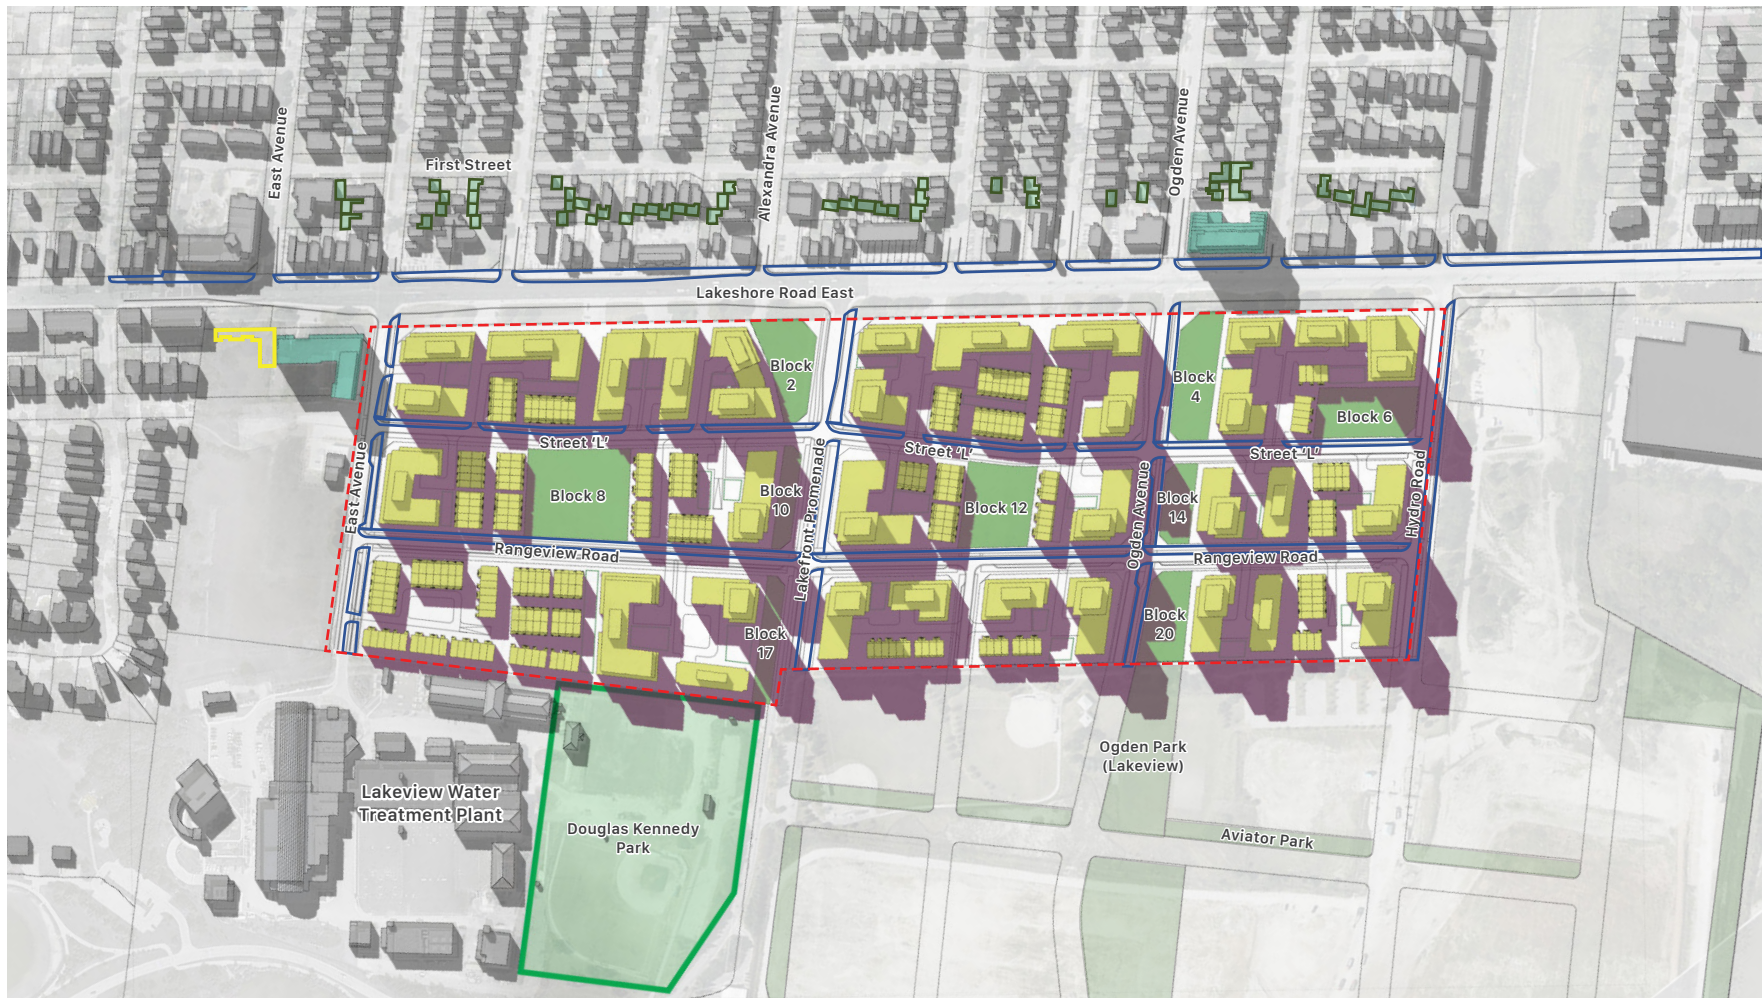 East Avenue
First Street
Alexandra Avenue
Ogden Avenue
Lakeshore Road East
Block
2
Block
4
Block 6
East Avenue
Street 'L'
Lakefront Promenade
Street 'L'
Ogden Avenue
Street 'L'
Hydro Road
Block 8
Block
10
Block 12
Block
14
Rangeview Road
Rangeview Road
Block
17
Block
20
Lakeview Water
Treatment Plant
Douglas Kennedy
Park
Ogden Park
(Lakeview)
Aviator Park